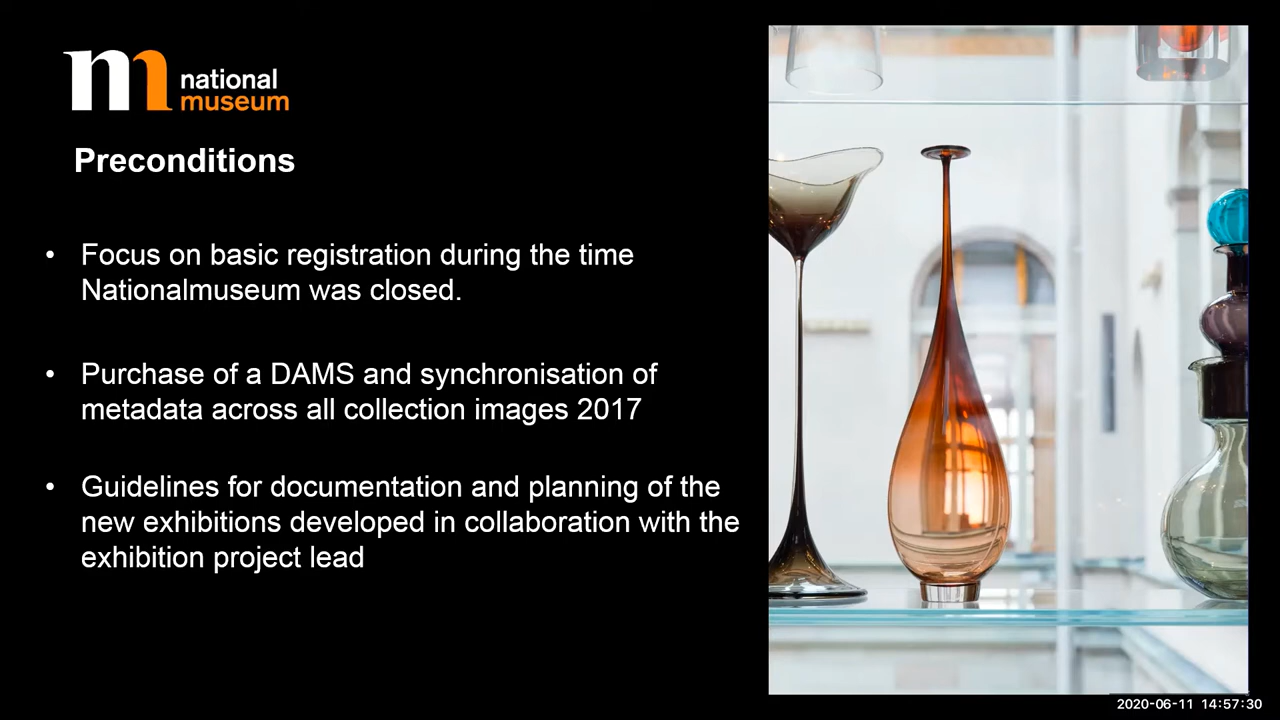 national
museum
Preconditions
• Focus on basic registration during the time
Nationalmuseum was closed.
• Purchase of a DAMS and synchronisation of
metadata across all collection images 2017
• Guidelines for documentation and planning of the
new exhibitions developed in collaboration with the
exhibition project lead
2020-06-11 14:57:30